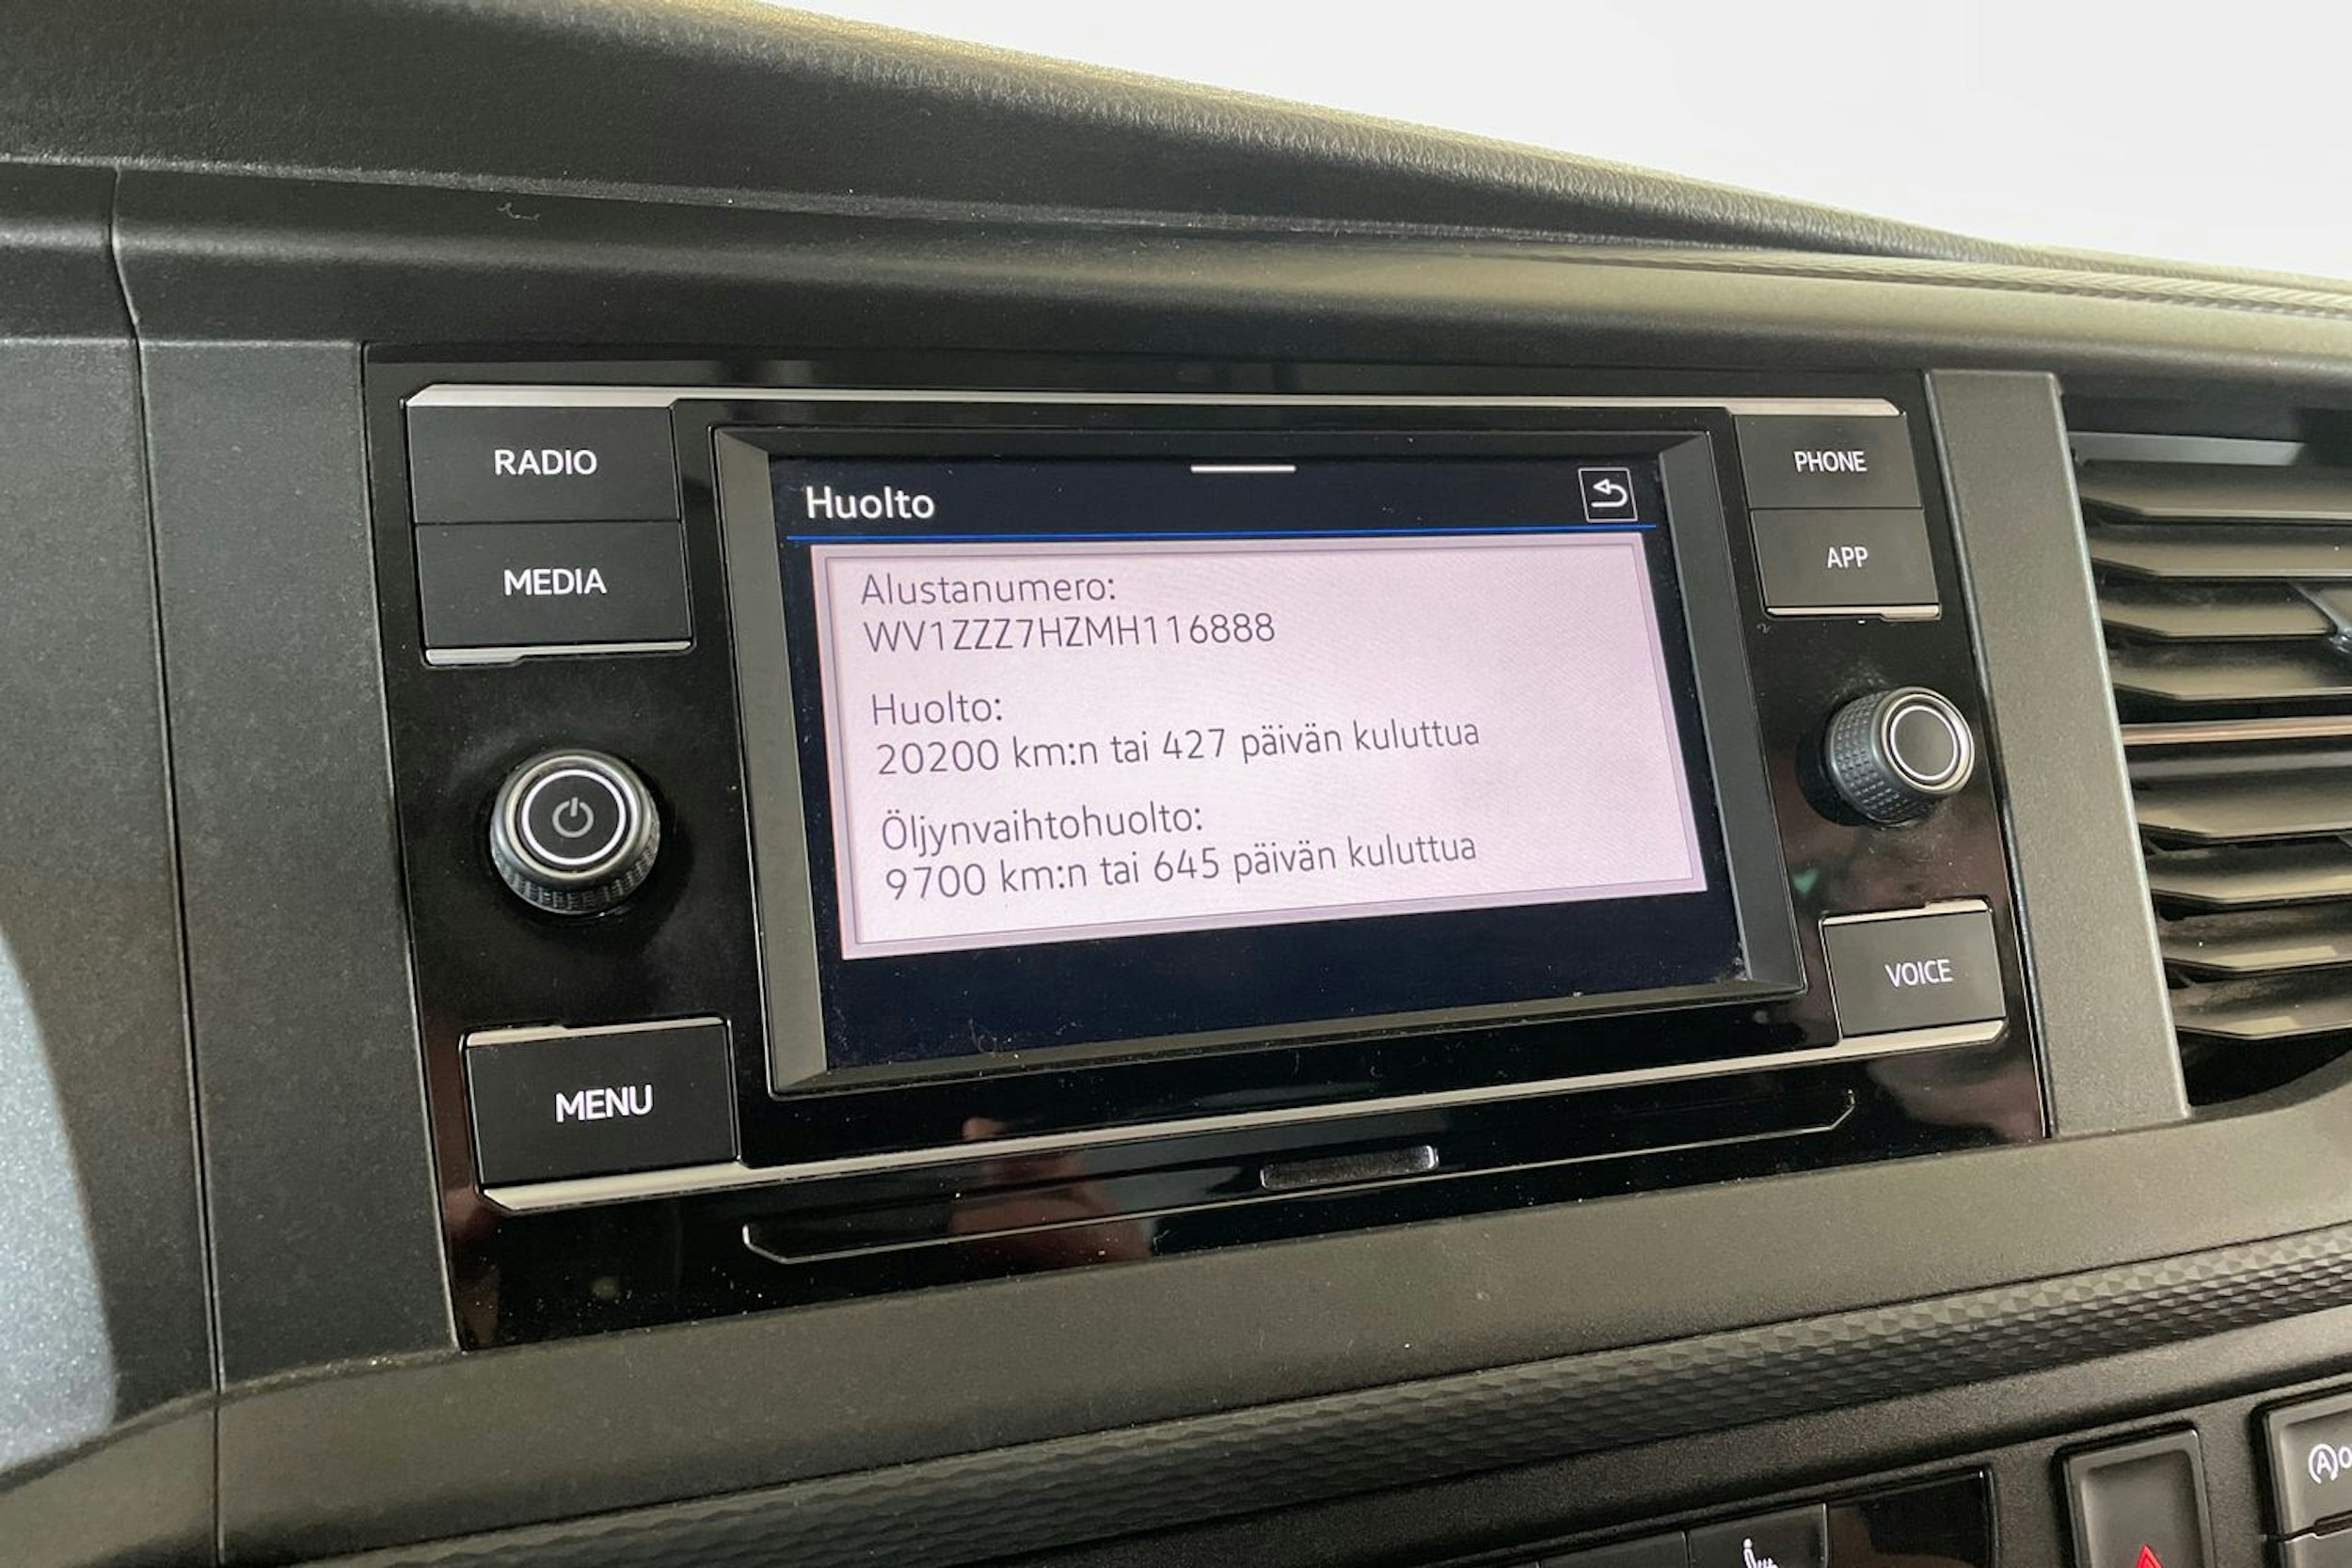 RADIO
MEDIA
MENU
Huolto
Alustanumero:
WV1ZZZ7HZMH116888
Huolto:
20200 km:n tai 427 päivän kuluttua
Öljynvaihtohuolto:
9700 km:n tai 645 päivän kuluttua
PHONE
APP
VOICE